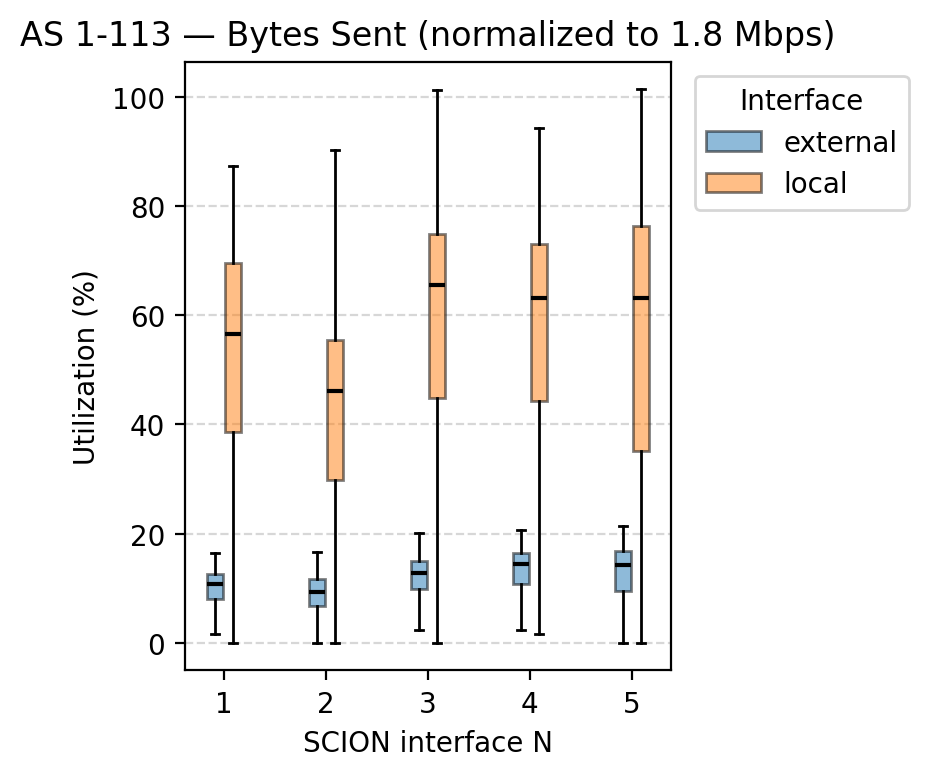 AS 1-113 — Bytes Sent (normalized to 1.8 Mbps)
Interface
external
local
Utilization (%)
100
80
60
40
20
0
1 2 3 4 5
SCION interface N